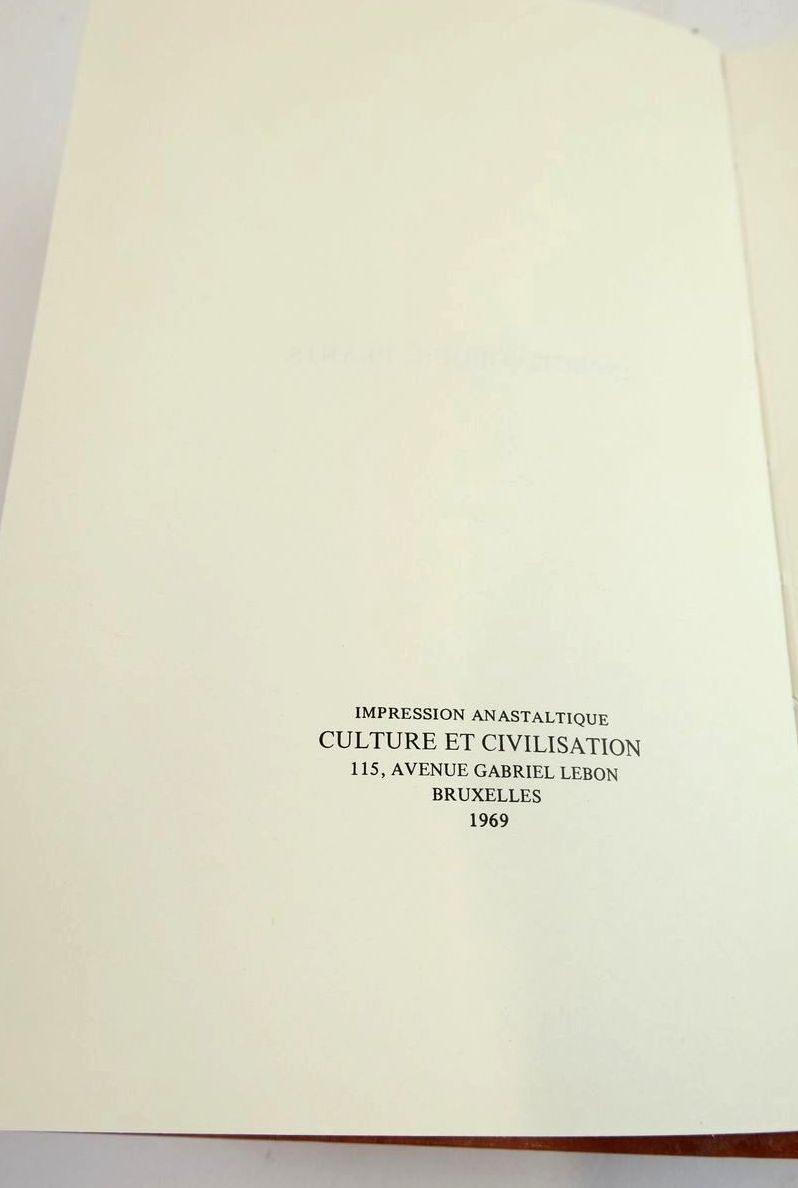 IMPRESSION ANASTALTIQUE
CULTURE ET CIVILISATION
115, AVENUE GABRIEL LEBON
BRUXELLES
1969